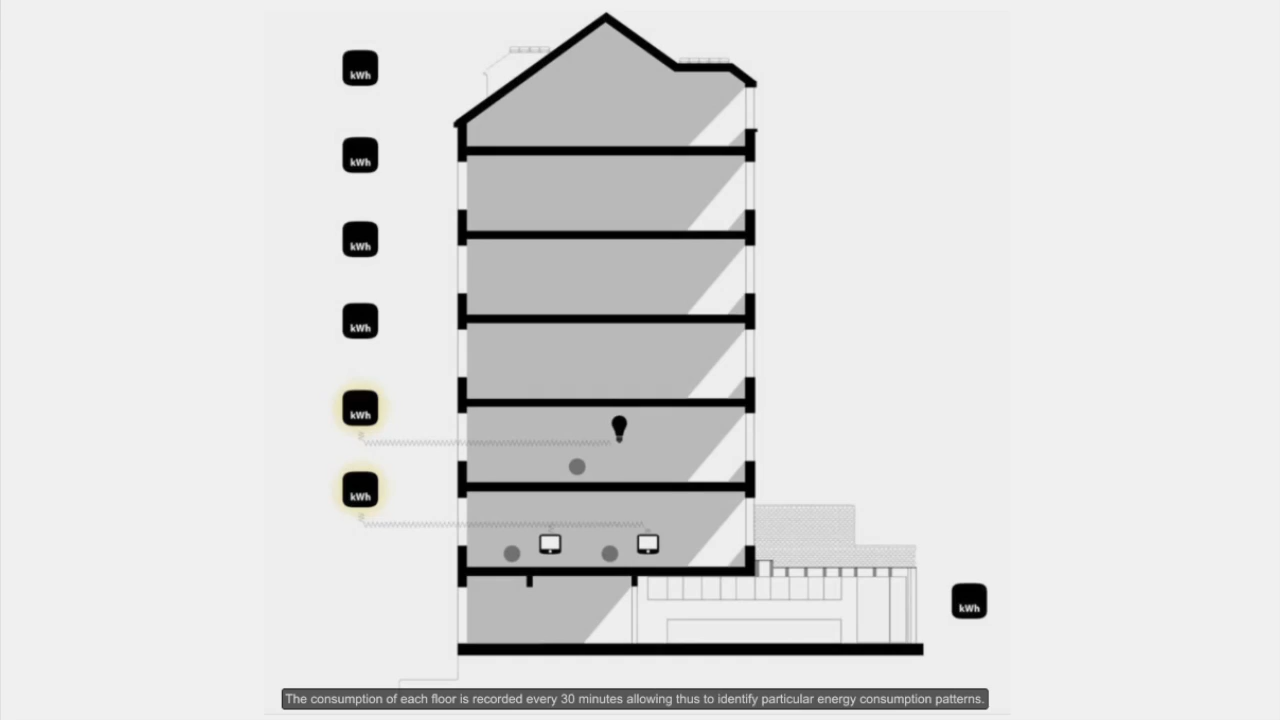 kWh
kWh
kWh
kWh
kWh
kWh
kWh
The consumption of each floor is recorded every 30 minutes allowing thus to identify particular energy consumption patterns.